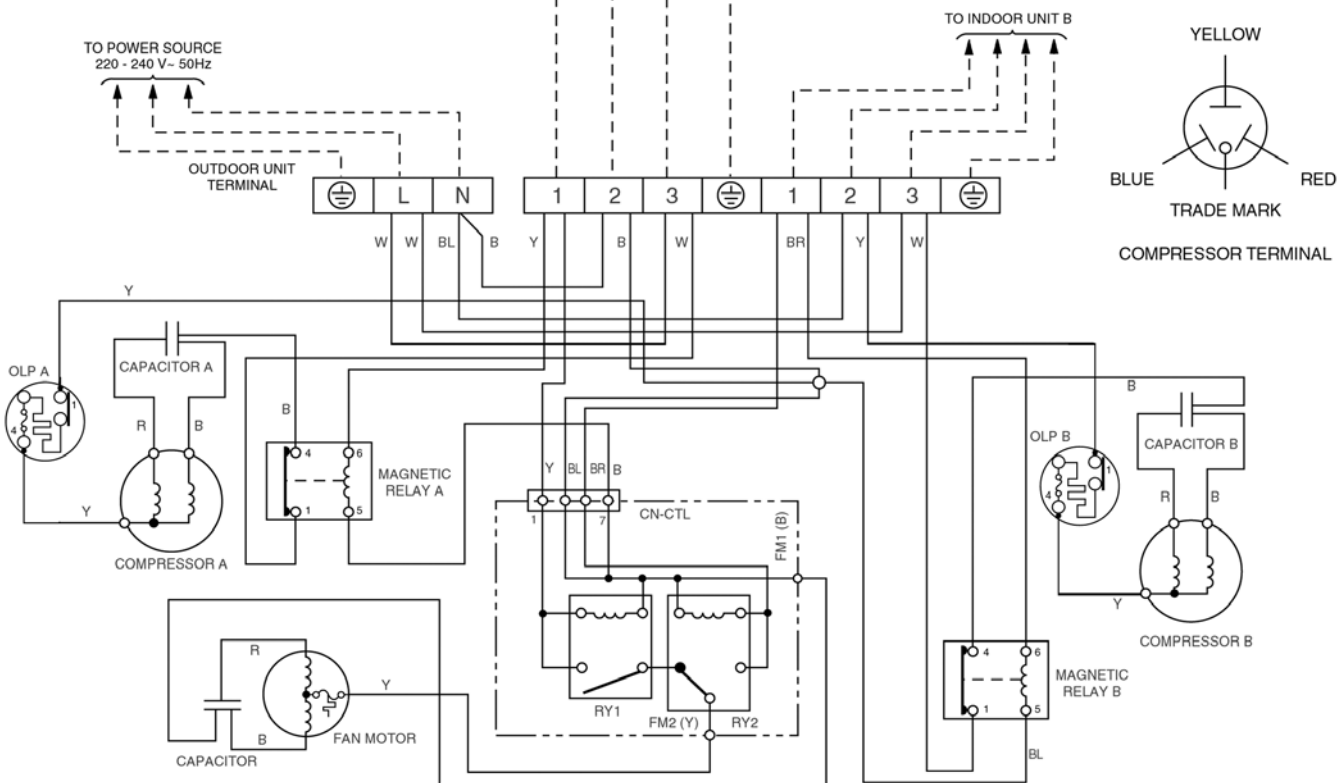 TO POWER SOURCE
220 - 240 V~ 50Hz
TO INDOOR UNIT B
YELLOW
BLUE
RED
TRADE MARK
COMPRESSOR TERMINAL
OUTDOOR UNIT
TERMINAL
L N 1 2 3 1 2 3
W W BL B Y B W BR Y W
Y
OLP A
1
4
CAPACITOR A
R B
Y
COMPRESSOR A
B
4 6
1 5
MAGNETIC
RELAY A
Y BL BR B
1 7
CN-CTL
FM1 (B)
RY1
FM2 (Y)
RY2
B
OLP B
1
4
CAPACITOR B
R B
Y
COMPRESSOR B
4 6
1 5
MAGNETIC
RELAY B
BL
R
B
CAPACITOR
Y
FAN MOTOR